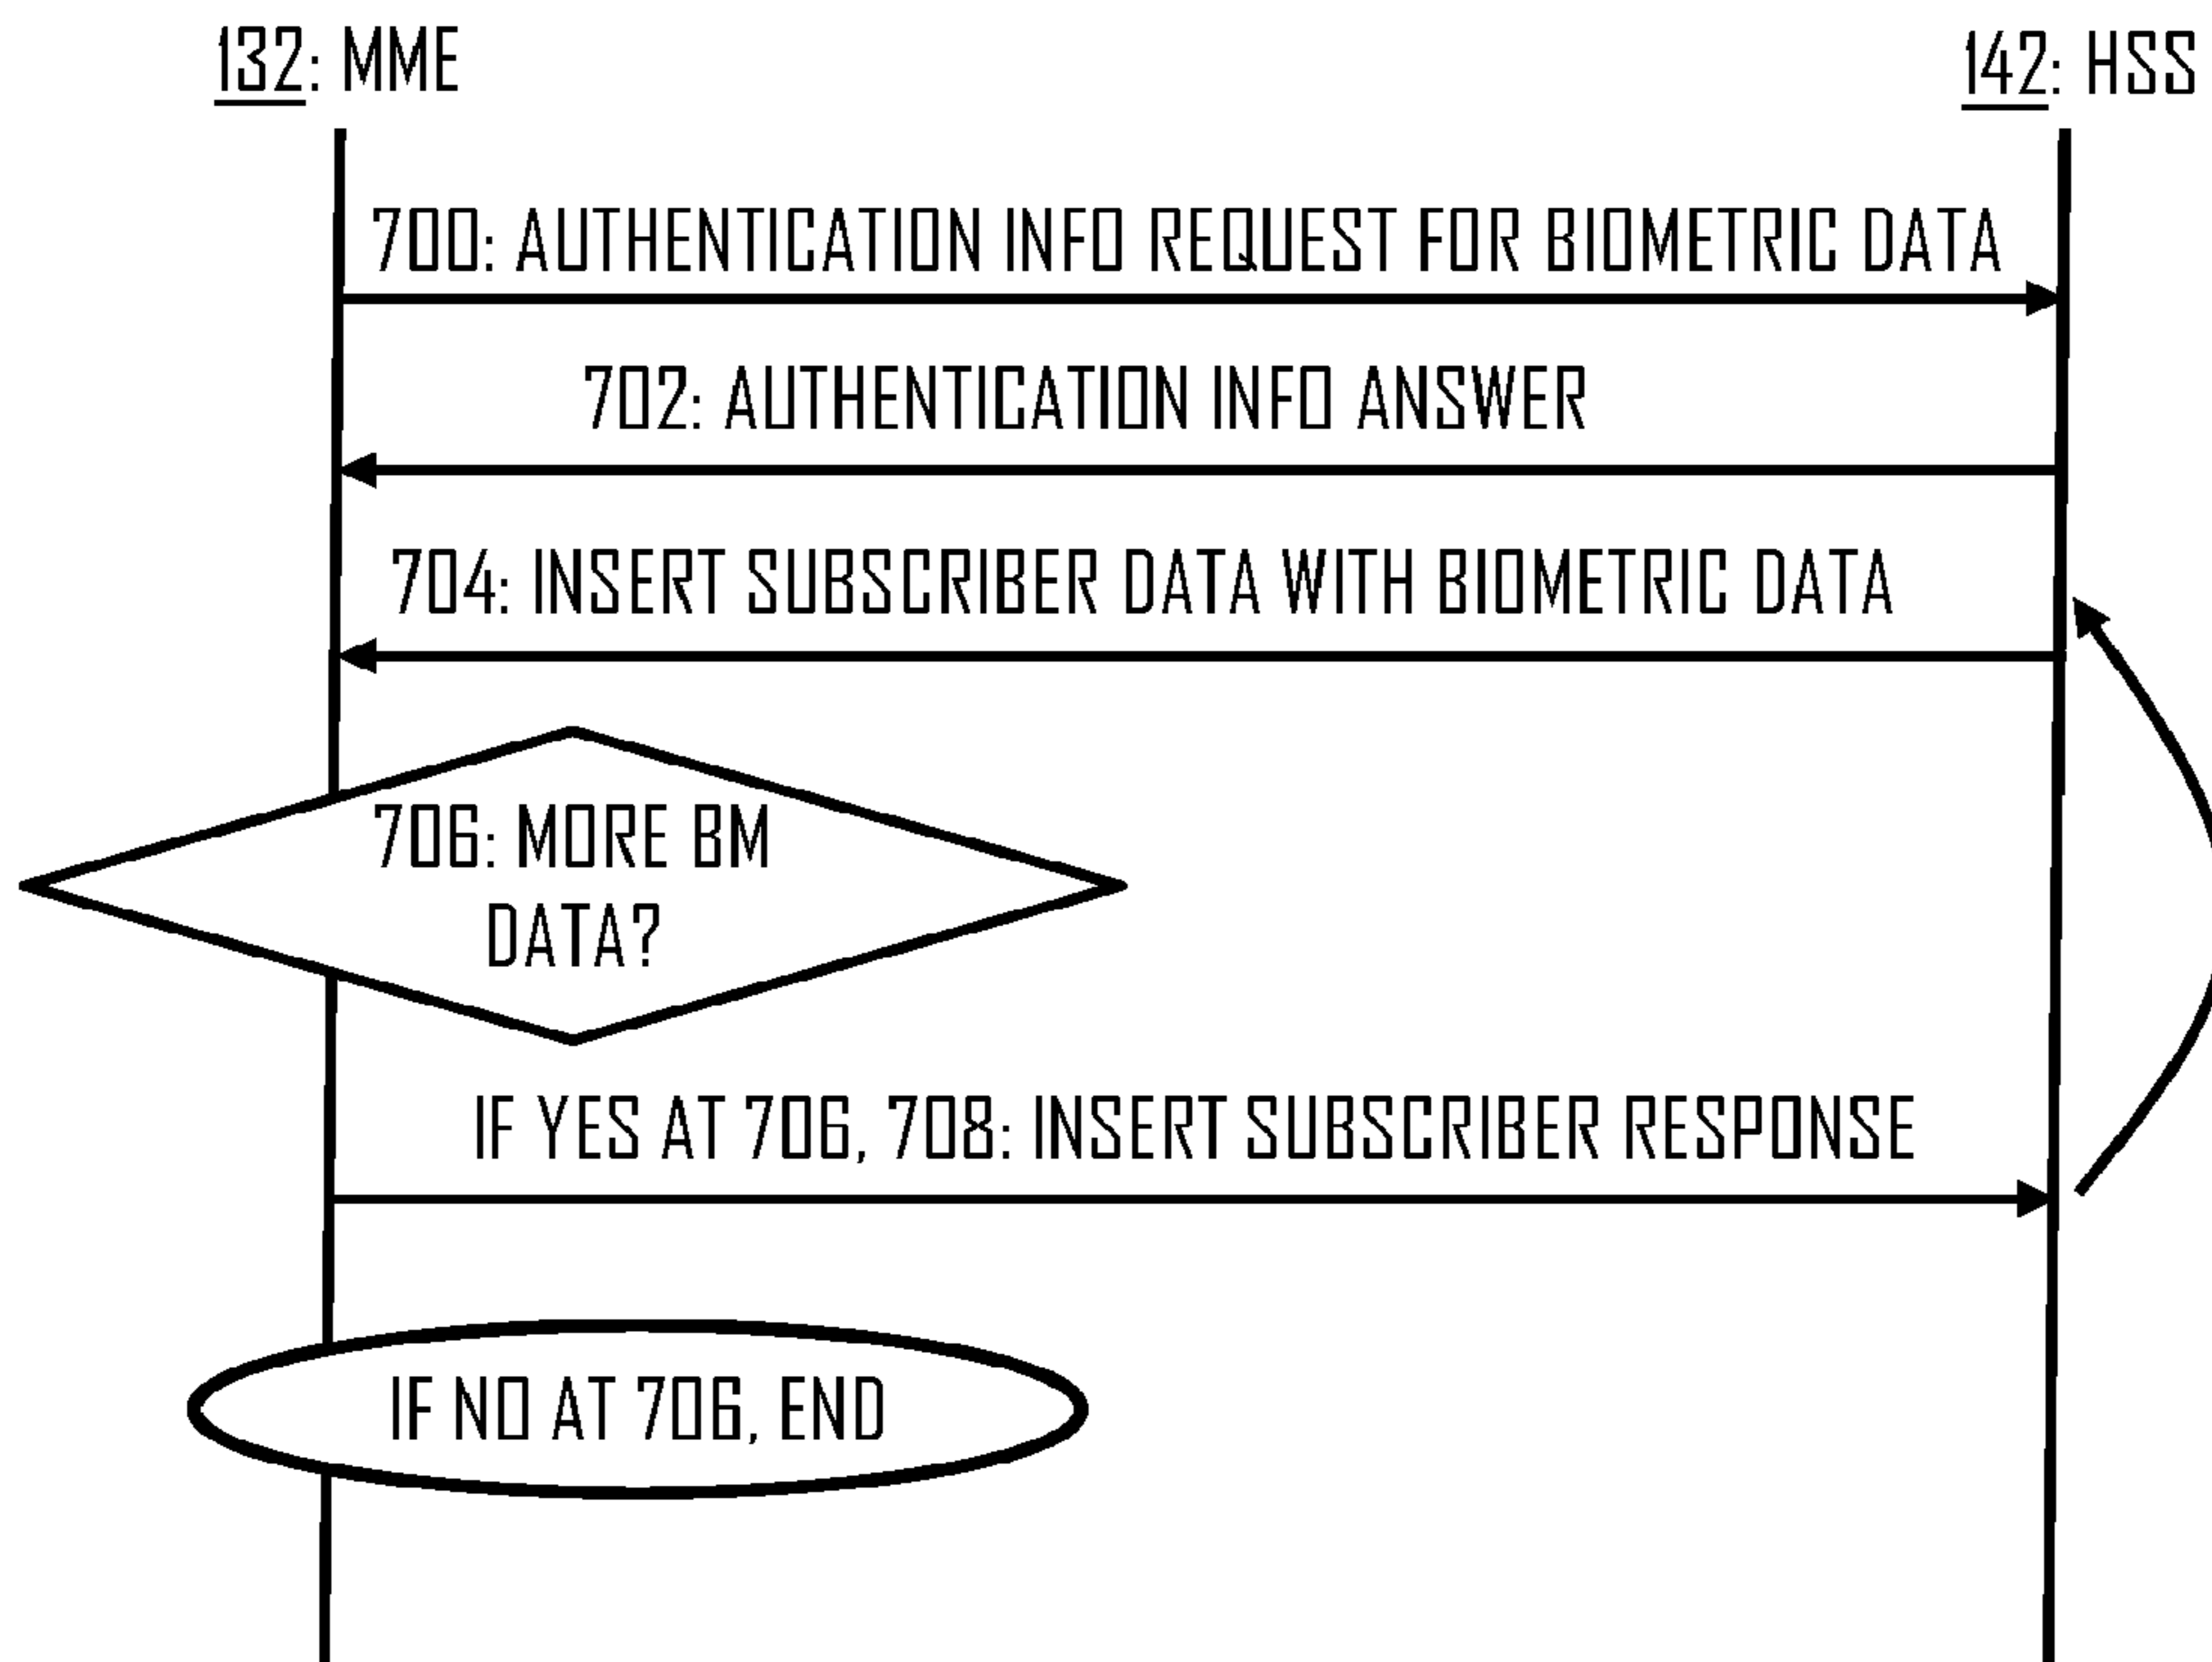 132: MME
142: HSS
700: AUTHENTICATION INFO REQUEST FOR BIOMETRIC DATA
702: AUTHENTICATION INFO ANSWER
704: INSERT SUBSCRIBER DATA WITH BIOMETRIC DATA
706: MORE BM
DATA?
IF YES AT 706, 708: INSERT SUBSCRIBER RESPONSE
IF NO AT 706, END